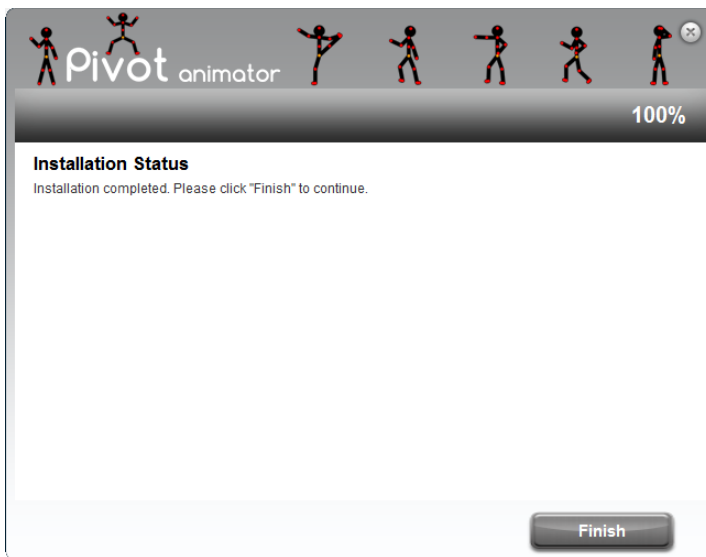 Pivot animator
100%
Installation Status
Installation completed. Please click "Finish" to continue.
Finish